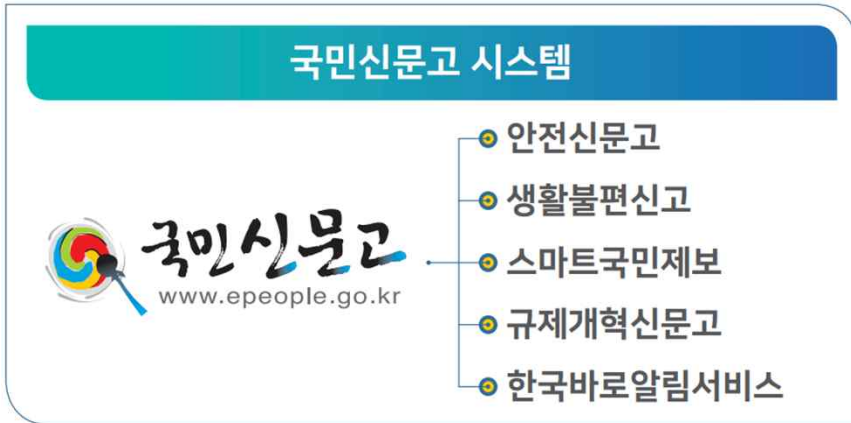 국민신문고 시스템
국민신문고
www.epeople.go.kr
안전신문고
생활불편신고
스마트국민제보
규제개혁신문고
한국바로알림서비스